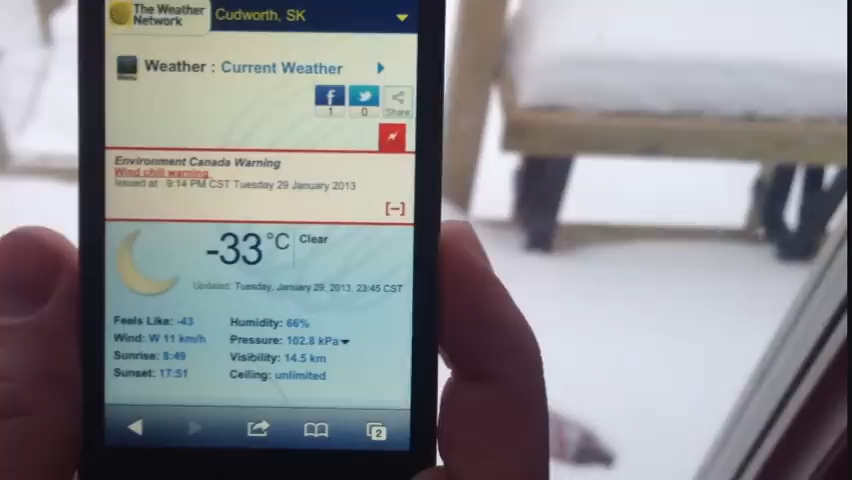 The Weather
Network
Cudworth, SK
Menu
Weather : Current Weather
1
0
Share
Environment Canada Warning
Wind chill warning
Issued at 9:14 PM CST Tuesday 29 January 2013
[−]
-33°C Clear
Updated: Tuesday, January 29, 2013, 23:45 CST
Feels Like: -43
Humidity: 66%
Wind: W 11 km/h
Pressure: 102.8 kPa
Sunrise: 8:49
Visibility: 14.5 km
Sunset: 17:51
Ceiling: unlimited
2